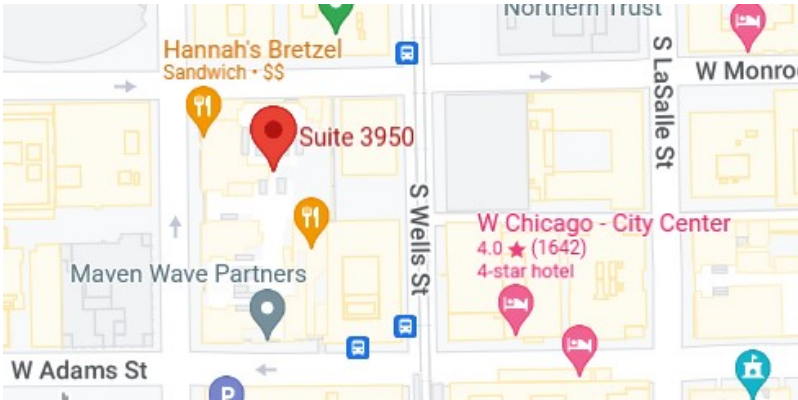 Northern Trust
Hannah's Bretzel
Sandwich • $$
W Monro
S LaSalle St
Suite 3950
S Wells St
W Chicago - City Center
4.0 ★ (1642)
4-star hotel
Maven Wave Partners
W Adams St
P